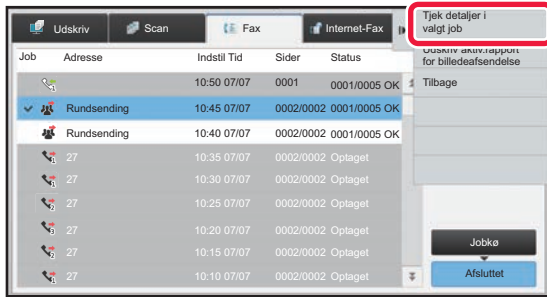 Udskriv Scan Fax Internet-Fax
Tjek detaljer i
valgt job
Udskriv aktiv.rapport
for billedeafsendelse
Tilbage
Job Adresse Indstil Tid Sider Status
1 10:50 07/07 0001 0001/0005 OK
Rundsending 10:45 07/07 0002/0002 0001/0005 OK
Rundsending 10:40 07/07 0002/0002 0001/0005 OK
27 10:35 07/07 0002/0002 Optaget
27 10:30 07/07 0002/0002 Optaget
27 10:25 07/07 0002/0002 Optaget
27 10:20 07/07 0002/0002 Optaget
27 10:15 07/07 0002/0002 Optaget
27 10:10 07/07 0002/0002 Optaget
Jobkø
Afsluttet